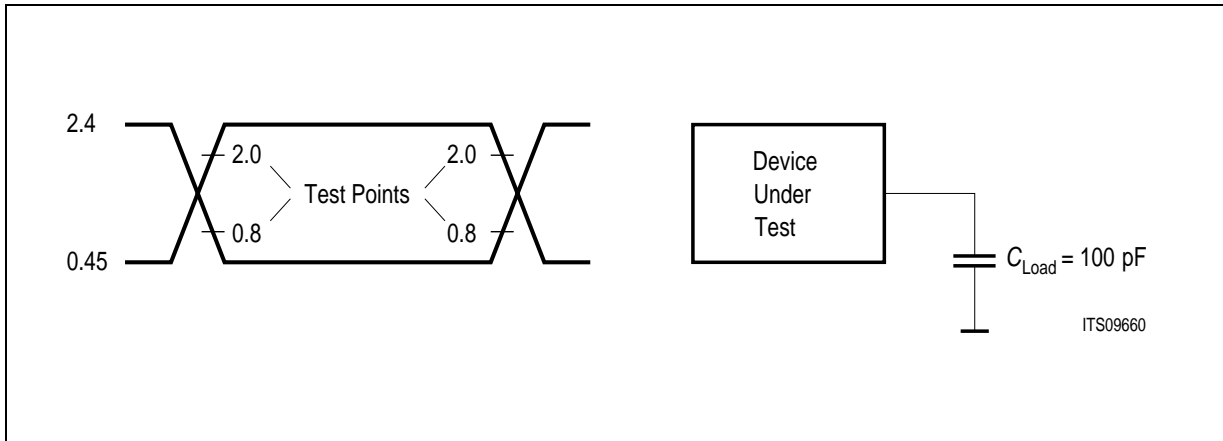 2.4
2.0
2.0
Test Points
0.8
0.8
0.45
Device
Under
Test
CLoad = 100 pF
ITS09660